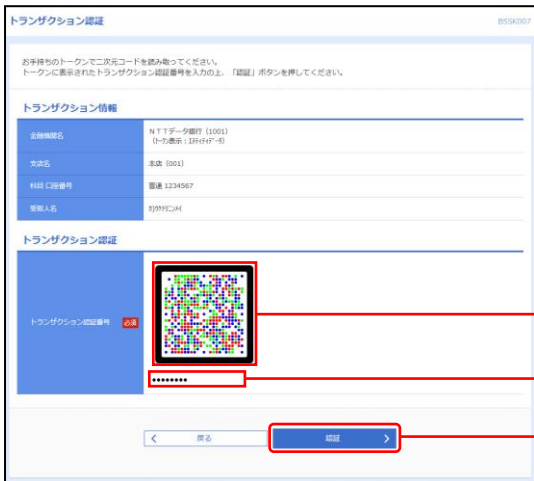 トランザクション認証
BSSK007
お手持ちのトークンで二次元コードを読み取ってください。
トークンに表示されたトランザクション認証番号を入力の上、「認証」ボタンを押してください。
トランザクション情報
金融機関名
NTTデータ銀行 (1001)
支店名
本店 (001)
科目 口座番号
普通 1234567
受取人名
トランザクション認証
トランザクション認証番号
必須
••••••••
戻る
認証